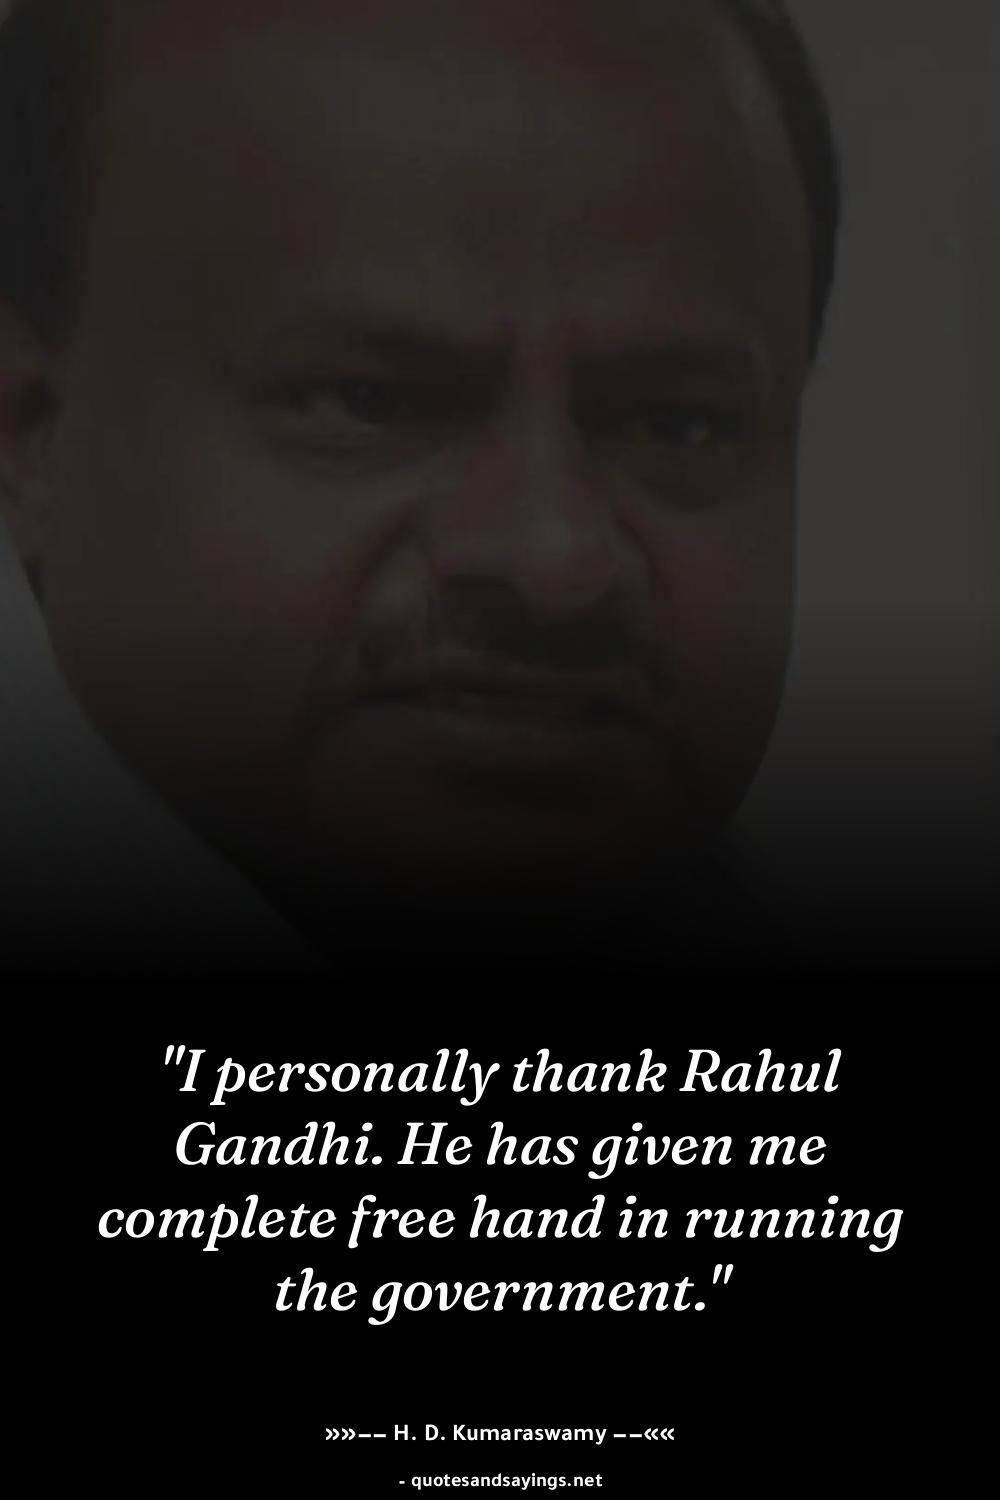 "I personally thank Rahul
Gandhi. He has given me
complete free hand in running
the government."
»»−− H. D. Kumaraswamy −−««
- quotesandsayings.net